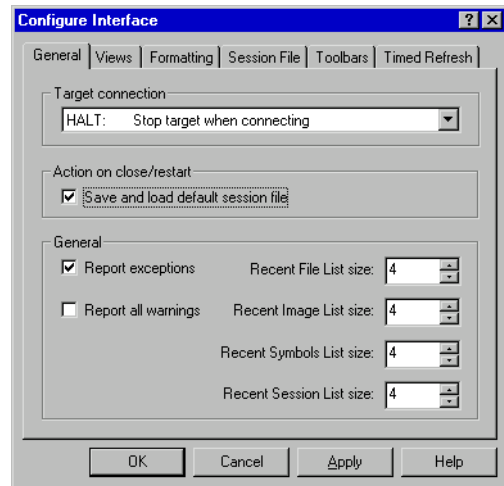 Configure Interface
General Views Formatting Session File Toolbars Timed Refresh
Target connection
HALT: Stop target when connecting
Action on close/restart
Save and load default session file
General
Report exceptions Recent File List size: 4
Report all warnings Recent Image List size: 4
Recent Symbols List size: 4
Recent Session List size: 4
OK Cancel Apply Help